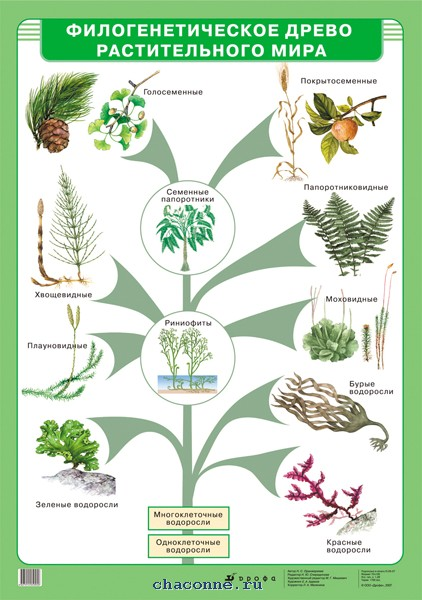 ФИЛОГЕНЕТИЧЕСКОЕ ДРЕВО
РАСТИТЕЛЬНОГО МИРА
Голосеменные
Покрытосеменные
Семенные
папоротники
Папоротниковидные
Хвощевидные
Моховидные
Риниофиты
Плауновидные
Бурые
водоросли
Зеленые водоросли
Многоклеточные
водоросли
Одноклеточные
водоросли
Красные
водоросли
дрофа
chaconne.ru